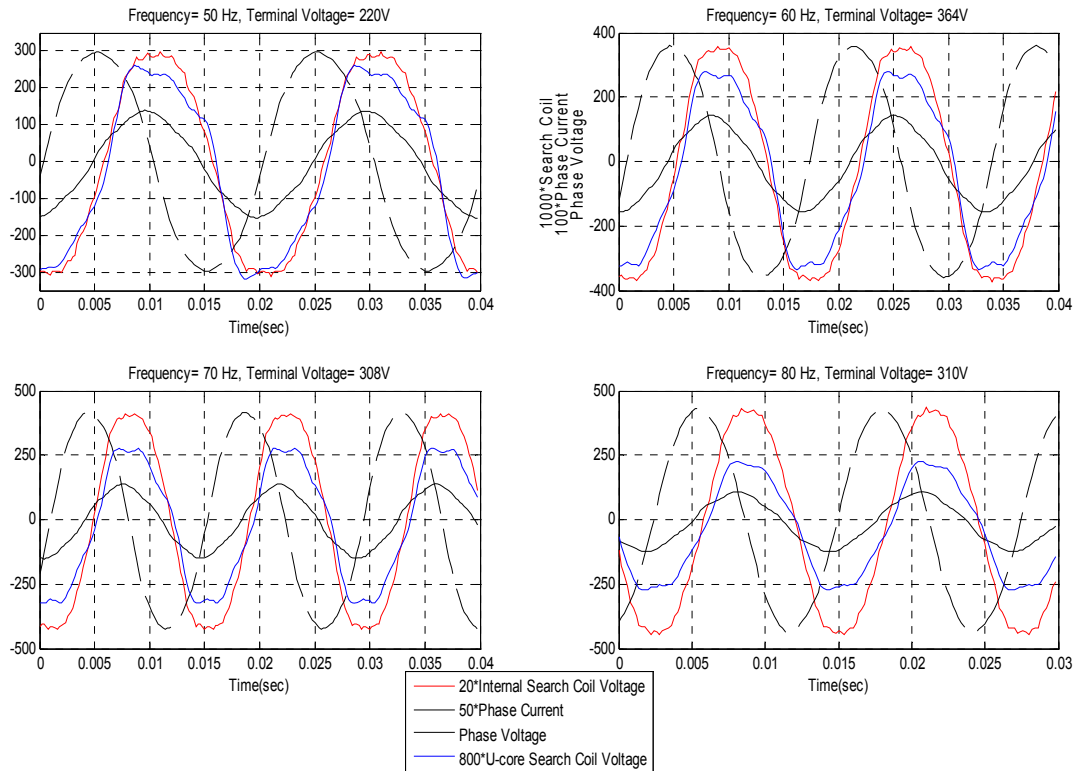 Frequency= 50 Hz, Terminal Voltage= 220V
300
200
100
0
-100
-200
-300
0 0.005 0.01 0.015 0.02 0.025 0.03 0.035 0.04
Time(sec)
Frequency= 60 Hz, Terminal Voltage= 364V
1000*Search Coil
100*Phase Current
Phase Voltage
400
200
0
-200
-400
0 0.005 0.01 0.015 0.02 0.025 0.03 0.035 0.04
Time(sec)
Frequency= 70 Hz, Terminal Voltage= 308V
500
250
0
-250
-500
0 0.005 0.01 0.015 0.02 0.025 0.03 0.035 0.04
Time(sec)
Frequency= 80 Hz, Terminal Voltage= 310V
500
250
0
-250
-500
0 0.005 0.01 0.015 0.02 0.025 0.03
Time(sec)
20*Internal Search Coil Voltage
50*Phase Current
Phase Voltage
800*U-core Search Coil Voltage